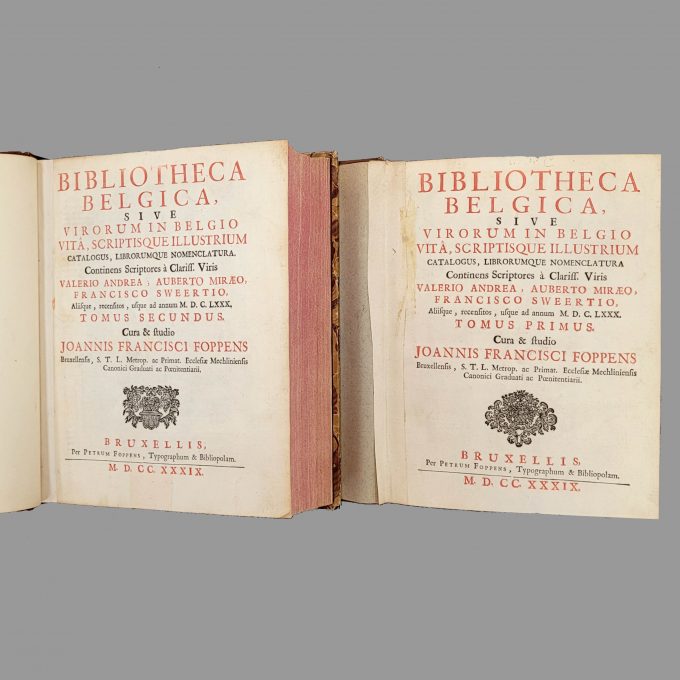 BIBLIOTHECA
BELGICA,
SIVE
VIRORUM IN BELGIO
VITÂ, SCRIPTISQUE ILLUSTRIUM
CATALOGUS, LIBRORUMQUE NOMENCLATURA.
Continens Scriptores à Clariſſ. Viris
VALERIO ANDREA, AUBERTO MIRÆO,
FRANCISCO SWEERTIO,
Aliiſque, recenſitos, uſque ad annum M. D. C. LXXX.
TOMUS SECUNDUS.
Cura & ſtudio
JOANNIS FRANCISCI FOPPENS
Bruxellenſis, S. T. L. Metrop. ac Primat. Eccleſiæ Mechlinienſis
Canonici Graduati ac Pœnitentiarii.
BRUXELLIS,
Per PETRUM FOPPENS, Typographum & Bibliopolam.
M. D. CC. XXXIX.
BIBLIOTHECA
BELGICA,
SIVE
VIRORUM IN BELGIO
VITÂ, SCRIPTISQUE ILLUSTRIUM
CATALOGUS, LIBRORUMQUE NOMENCLATURA
Continens Scriptores à Clariſſ. Viris
VALERIO ANDREA, AUBERTO MIRÆO,
FRANCISCO SWEERTIO,
Aliiſque, recenſitos, uſque ad annum M. D. C. LXXX.
TOMUS PRIMUS.
Cura & ſtudio
JOANNIS FRANCISCI FOPPENS
Bruxellenſis, S. T. L. Metrop. ac Primat. Eccleſiæ Mechlinienſis
Canonici Graduati ac Pœnitentiarii.
BRUXELLIS,
Per PETRUM FOPPENS, Typographum & Bibliopolam.
M. D. CC. XXXIX.